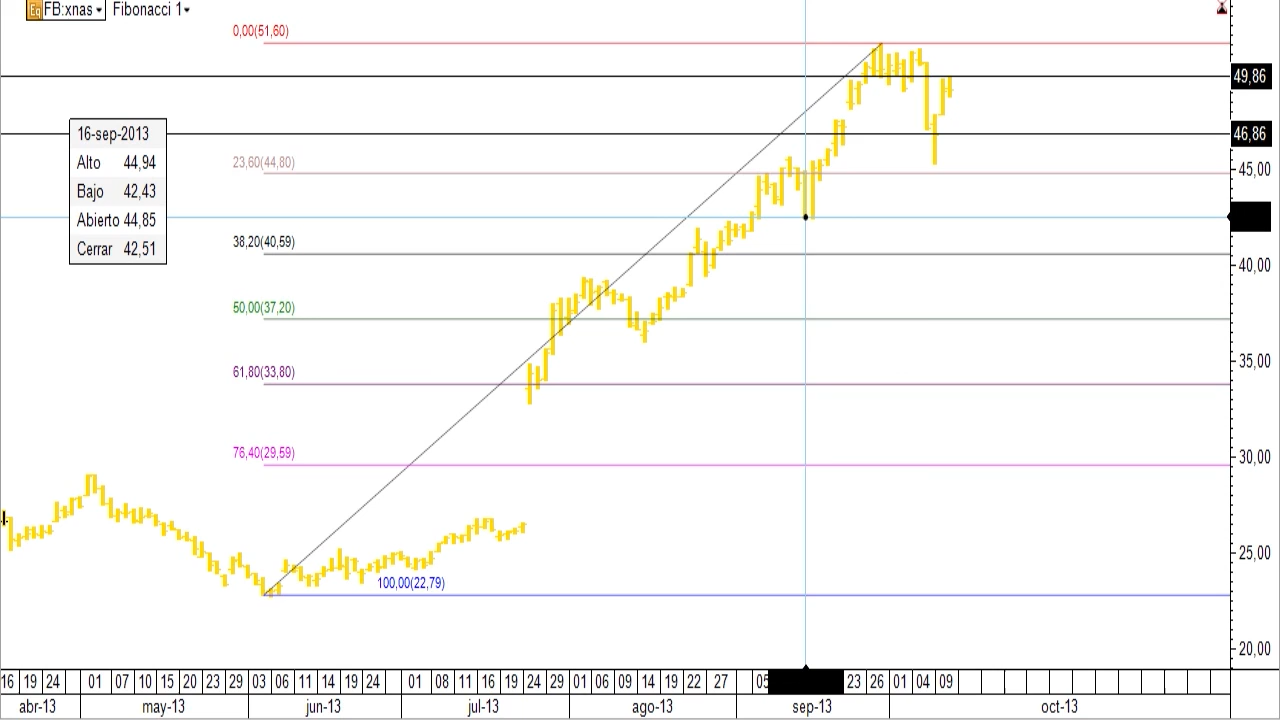 Eq FB:xnas Fibonacci 1
0,00(51,60)
49,86
16-sep-2013
46,86
Alto 44,94
23,60(44,80)
45,00
Bajo 42,43
Abierto 44,85
Cerrar 42,51
38,20(40,59)
40,00
50,00(37,20)
35,00
61,80(33,80)
76,40(29,59)
30,00
25,00
100,00(22,79)
20,00
16 19 24 01 07 10 15 20 23 29 03 06 11 14 19 24 01 08 11 16 19 24 29 01 06 09 14 19 22 27 05 23 26 01 04 09
abr-13 may-13 jun-13 jul-13 ago-13 sep-13 oct-13